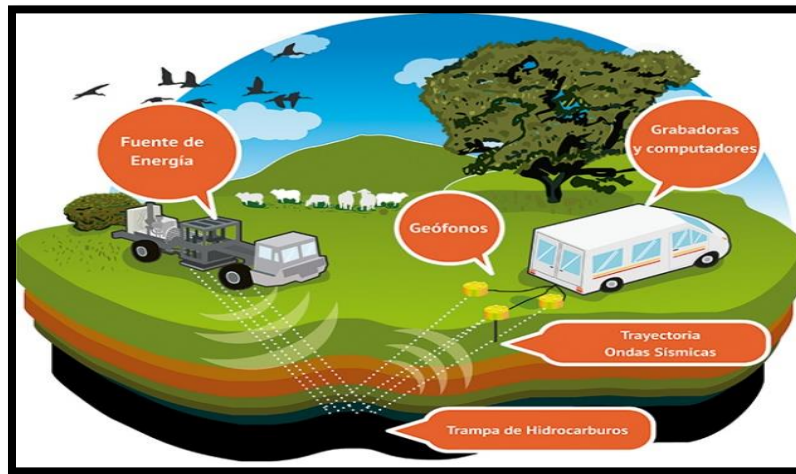 Fuente de
Energía
Grabadoras
y computadores
Geófonos
Trayectoria
Ondas Sísmicas
Trampa de Hidrocarburos